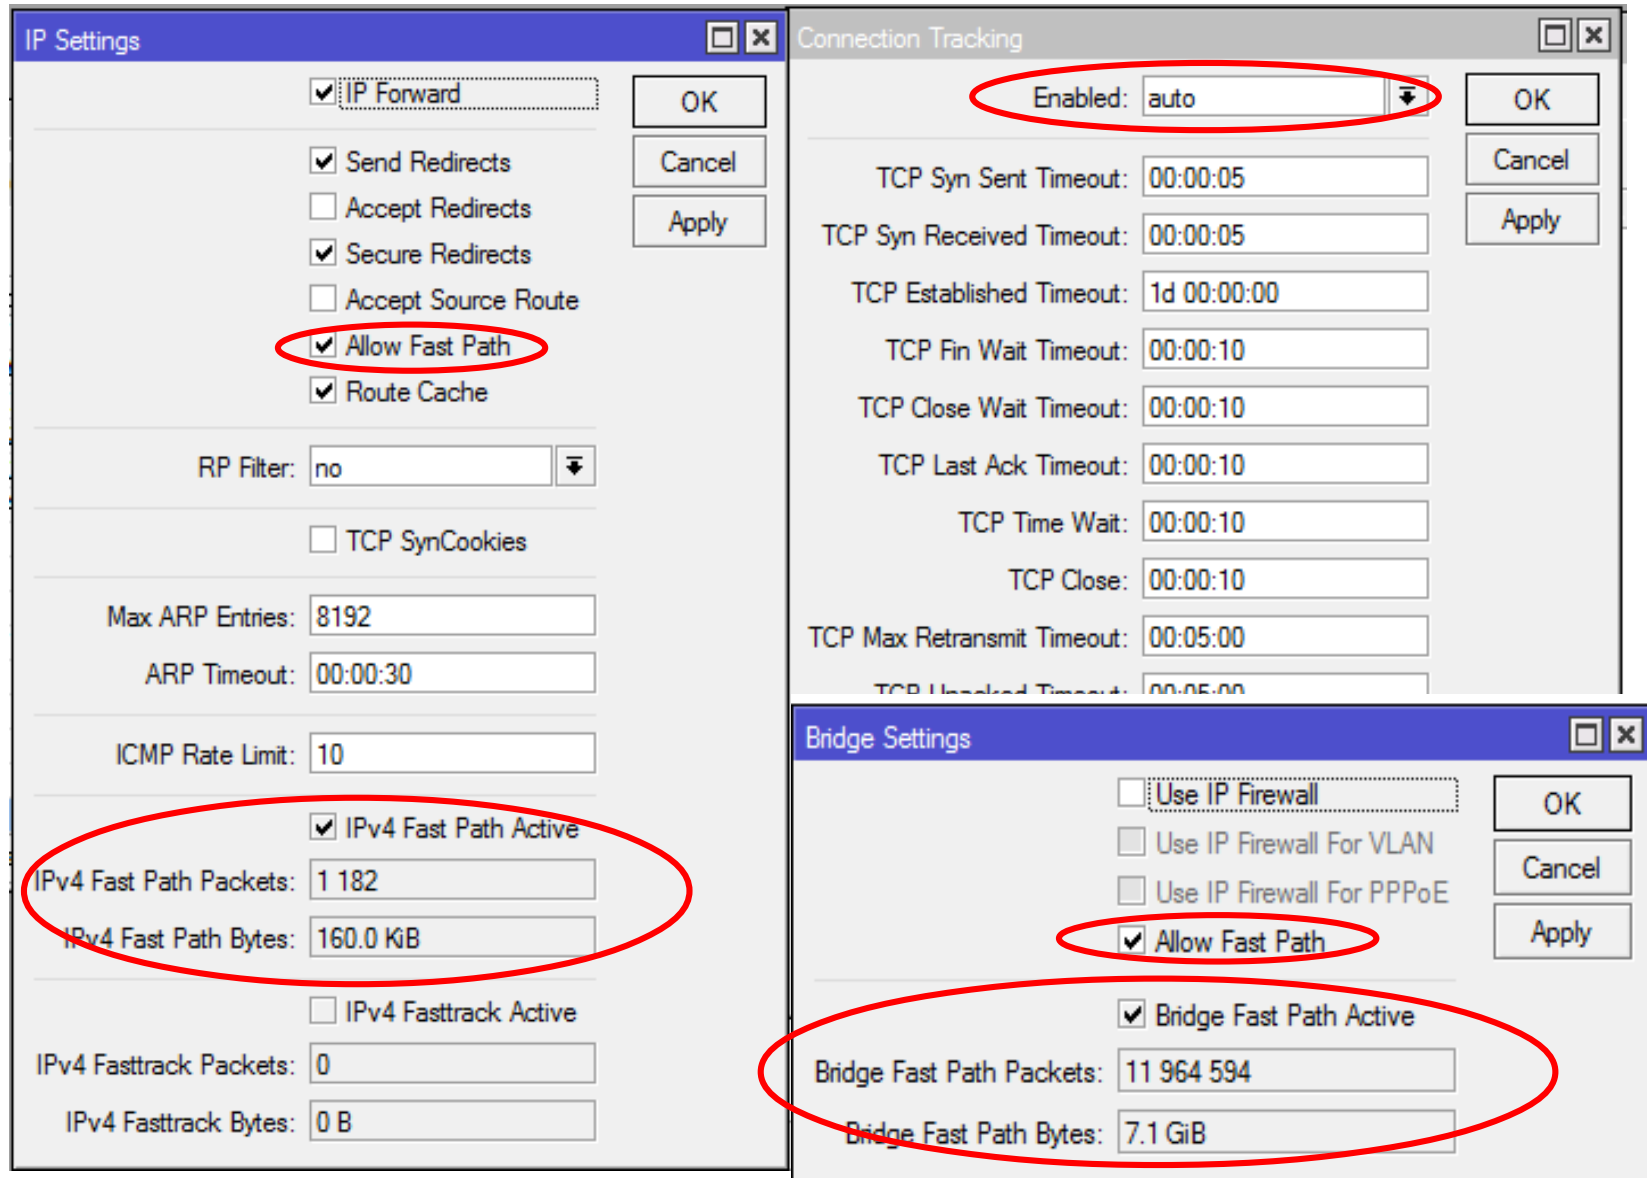 IP Settings
IP Forward
OK
Send Redirects
Cancel
Accept Redirects
Apply
Secure Redirects
Accept Source Route
Allow Fast Path
Route Cache
RP Filter: no
TCP SynCookies
Max ARP Entries: 8192
ARP Timeout: 00:00:30
ICMP Rate Limit: 10
IPv4 Fast Path Active
IPv4 Fast Path Packets: 1 182
IPv4 Fast Path Bytes: 160.0 KiB
IPv4 Fasttrack Active
IPv4 Fasttrack Packets: 0
IPv4 Fasttrack Bytes: 0 B
Connection Tracking
Enabled: auto
OK
Cancel
TCP Syn Sent Timeout: 00:00:05
Apply
TCP Syn Received Timeout: 00:00:05
TCP Established Timeout: 1d 00:00:00
TCP Fin Wait Timeout: 00:00:10
TCP Close Wait Timeout: 00:00:10
TCP Last Ack Timeout: 00:00:10
TCP Time Wait: 00:00:10
TCP Close: 00:00:10
TCP Max Retransmit Timeout: 00:05:00
TCP Unacked Timeout: 00:05:00
Bridge Settings
Use IP Firewall
OK
Use IP Firewall For VLAN
Cancel
Use IP Firewall For PPPoE
Allow Fast Path
Apply
Bridge Fast Path Active
Bridge Fast Path Packets: 11 964 594
Bridge Fast Path Bytes: 7.1 GiB